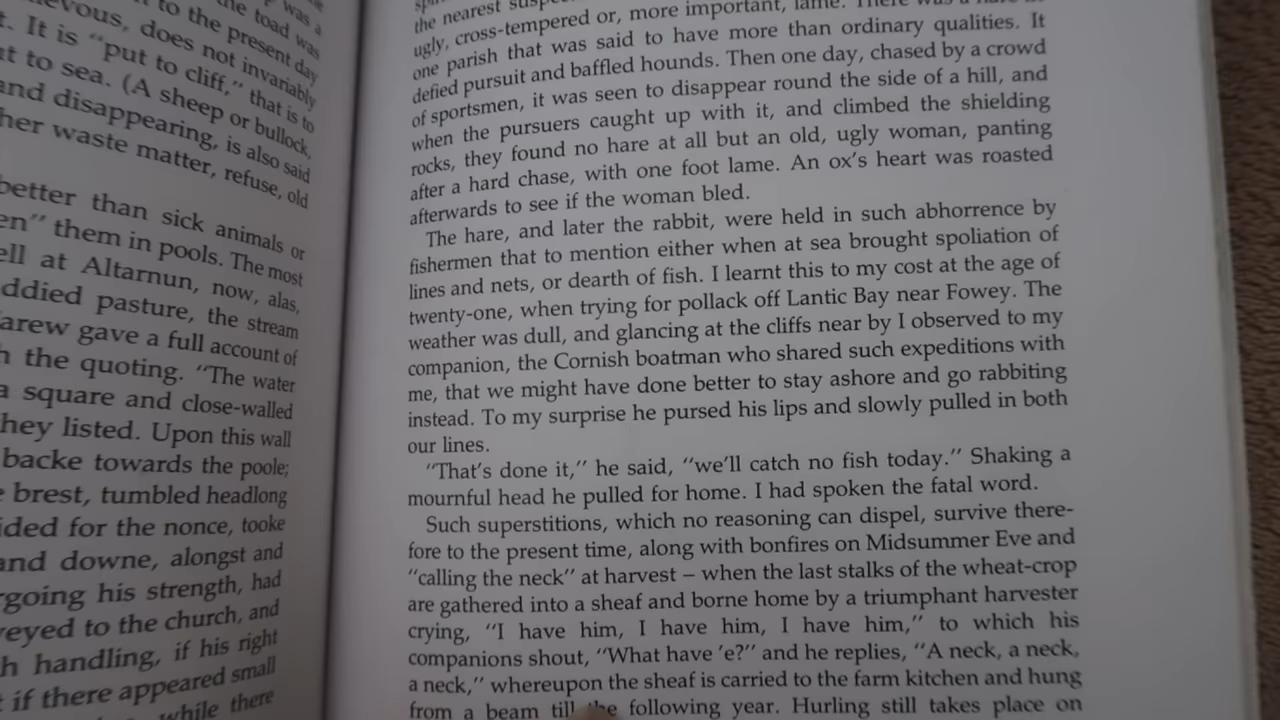 was a
the toad was
to the present day
evous, does not invariably
t. It is "put to cliff," that is to
t to sea. (A sheep or bullock,
and disappearing, is also said
her waste matter, refuse, old
better than sick animals or
en" them in pools. The most
ell at Altarnun, now, alas,
ddied pasture, the stream
arew gave a full account of
h the quoting. "The water
a square and close-walled
they listed. Upon this wall
backe towards the poole;
e brest, tumbled headlong
ided for the nonce, tooke
and downe, alongst and
rgoing his strength, had
veyed to the church, and
h handling, if his right
t if there appeared small
while there
the nearest
ugly, cross-tempered or, more important, lame. There was a
one parish that was said to have more than ordinary qualities. It
defied pursuit and baffled hounds. Then one day, chased by a crowd
of sportsmen, it was seen to disappear round the side of a hill, and
when the pursuers caught up with it, and climbed the shielding
rocks, they found no hare at all but an old, ugly woman, panting
after a hard chase, with one foot lame. An ox's heart was roasted
afterwards to see if the woman bled.
The hare, and later the rabbit, were held in such abhorrence by
fishermen that to mention either when at sea brought spoliation of
lines and nets, or dearth of fish. I learnt this to my cost at the age of
twenty-one, when trying for pollack off Lantic Bay near Fowey. The
weather was dull, and glancing at the cliffs near by I observed to my
companion, the Cornish boatman who shared such expeditions with
me, that we might have done better to stay ashore and go rabbiting
instead. To my surprise he pursed his lips and slowly pulled in both
our lines.
"That's done it," he said, "we'll catch no fish today." Shaking a
mournful head he pulled for home. I had spoken the fatal word.
Such superstitions, which no reasoning can dispel, survive there-
fore to the present time, along with bonfires on Midsummer Eve and
"calling the neck" at harvest – when the last stalks of the wheat-crop
are gathered into a sheaf and borne home by a triumphant harvester
crying, "I have him, I have him, I have him," to which his
companions shout, "What have 'e?" and he replies, "A neck, a neck,
a neck," whereupon the sheaf is carried to the farm kitchen and hung
from a beam till the following year. Hurling still takes place on